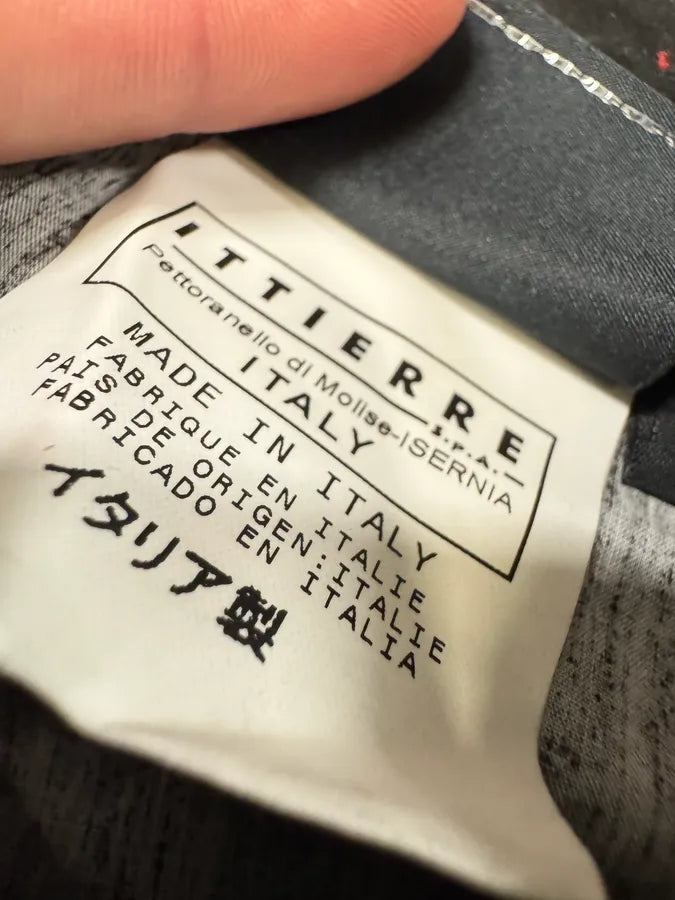 ITTIERRE
S.P.A.
Pettoranello di Molise-ISERNIA
ITALY
MADE IN ITALY
FABRIQUE EN ITALIE
PAIS DE ORIGEN:ITALIE
FABRICADO EN ITALIA
イタリア製